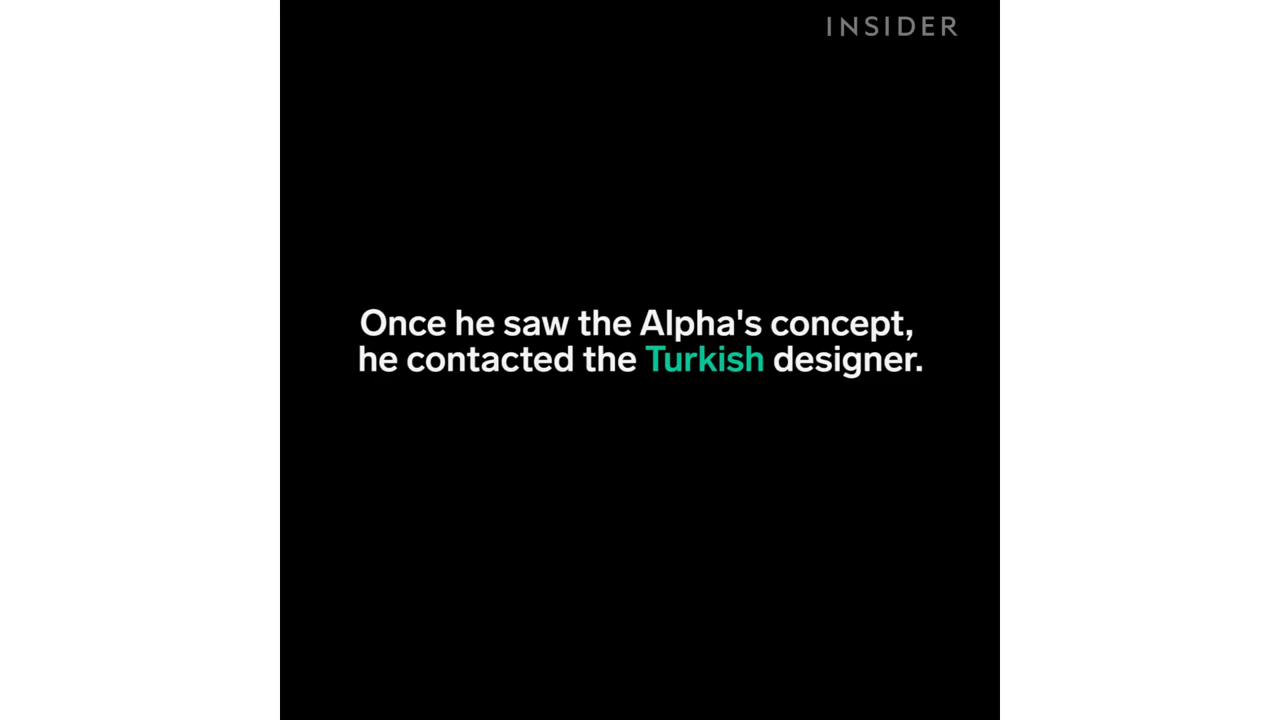 INSIDER
Once he saw the Alpha's concept,
he contacted the Turkish designer.